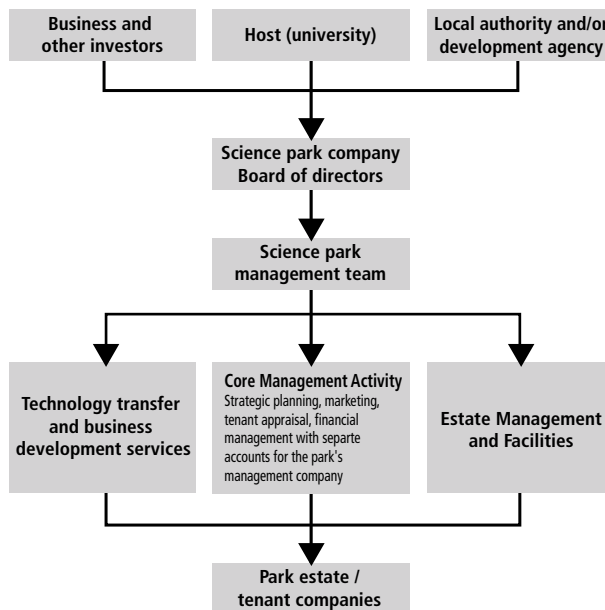 Business and
other investors
Host (university)
Local authority and/or
development agency
Science park company
Board of directors
Science park
management team
Technology transfer
and business
development services
Core Management Activity
Strategic planning, marketing,
tenant appraisal, financial
management with separte
accounts for the park's
management company
Estate Management
and Facilities
Park estate /
tenant companies